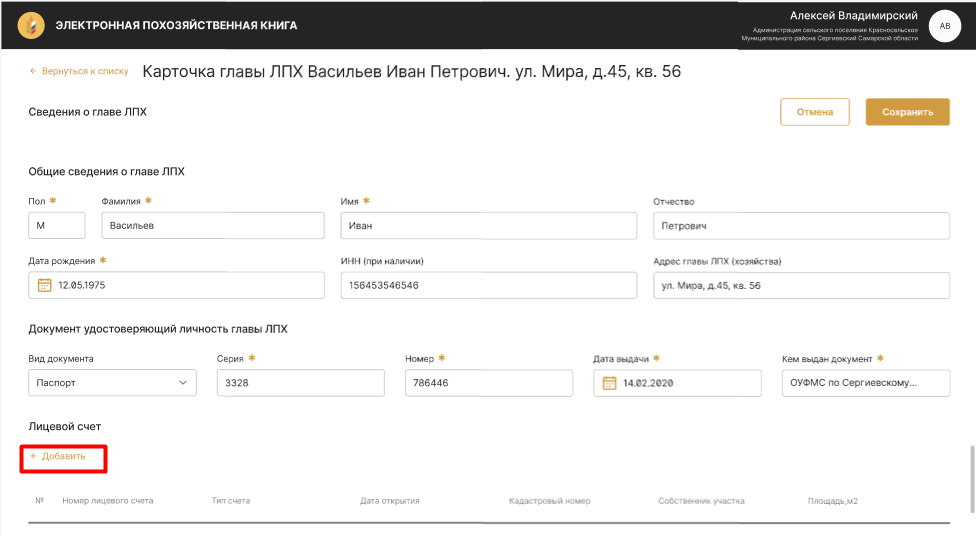 ЭЛЕКТРОННАЯ ПОХОЗЯЙСТВЕННАЯ КНИГА
Алексей Владимирский
Администрация сельского поселения Красносельское
Муниципального района Сергиевский Самарской области
АВ
← Вернуться к списку
Карточка главы ЛПХ Васильев Иван Петрович. ул. Мира, д.45, кв. 56
Сведения о главе ЛПХ
Отмена
Сохранить
Общие сведения о главе ЛПХ
Пол * Фамилия * Имя * Отчество
М Васильев Иван Петрович
Дата рождения * ИНН (при наличии) Адрес главы ЛПХ (хозяйства)
12.05.1975 156453546546 ул. Мира, д.45, кв. 56
Документ удостоверяющий личность главы ЛПХ
Вид документа Серия * Номер * Дата выдачи * Кем выдан документ *
Паспорт 3328 786446 14.02.2020 ОУФМС по Сергиевскому...
Лицевой счет
+ Добавить
№ Номер лицевого счета Тип счета Дата открытия Кадастровый номер Собственник участка Площадь,м2